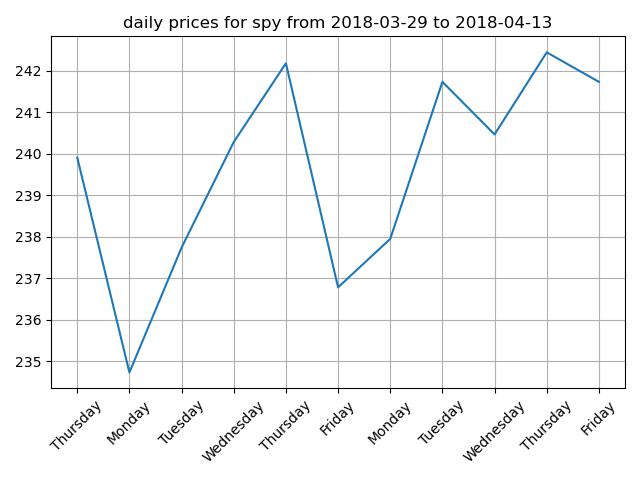 daily prices for spy from 2018-03-29 to 2018-04-13
242
241
240
239
238
237
236
235
Thursday
Monday
Tuesday
Wednesday
Thursday
Friday
Monday
Tuesday
Wednesday
Thursday
Friday